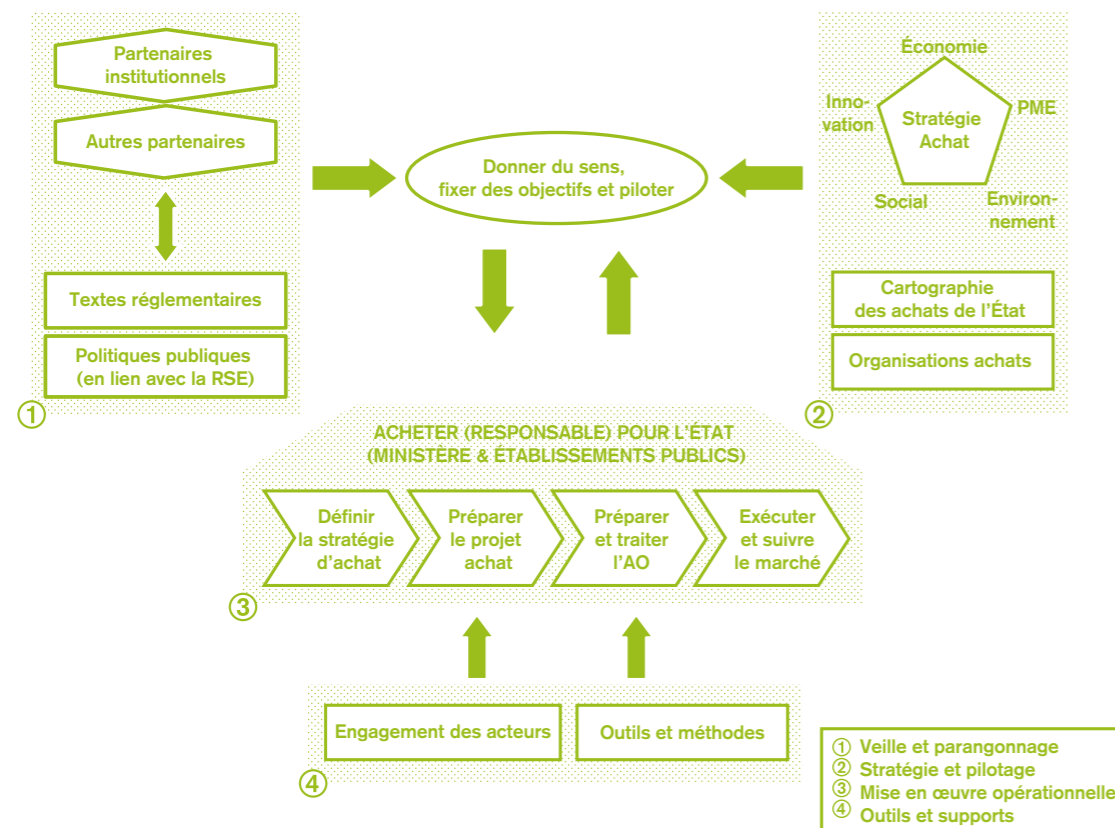 Partenaires
institutionnels
Autres partenaires
Textes réglementaires
Politiques publiques
(en lien avec la RSE)
①
Donner du sens,
fixer des objectifs et piloter
Économie
Inno-
vation
PME
Stratégie
Achat
Social
Environ-
nement
Cartographie
des achats de l’État
Organisations achats
②
ACHETER (RESPONSABLE) POUR L’ÉTAT
(MINISTÈRE & ÉTABLISSEMENTS PUBLICS)
Définir
la stratégie
d’achat
Préparer
le projet
achat
Préparer
et traiter
l’AO
Exécuter
et suivre
le marché
③
Engagement des acteurs
Outils et méthodes
④
① Veille et parangonnage
② Stratégie et pilotage
③ Mise en œuvre opérationnelle
④ Outils et supports